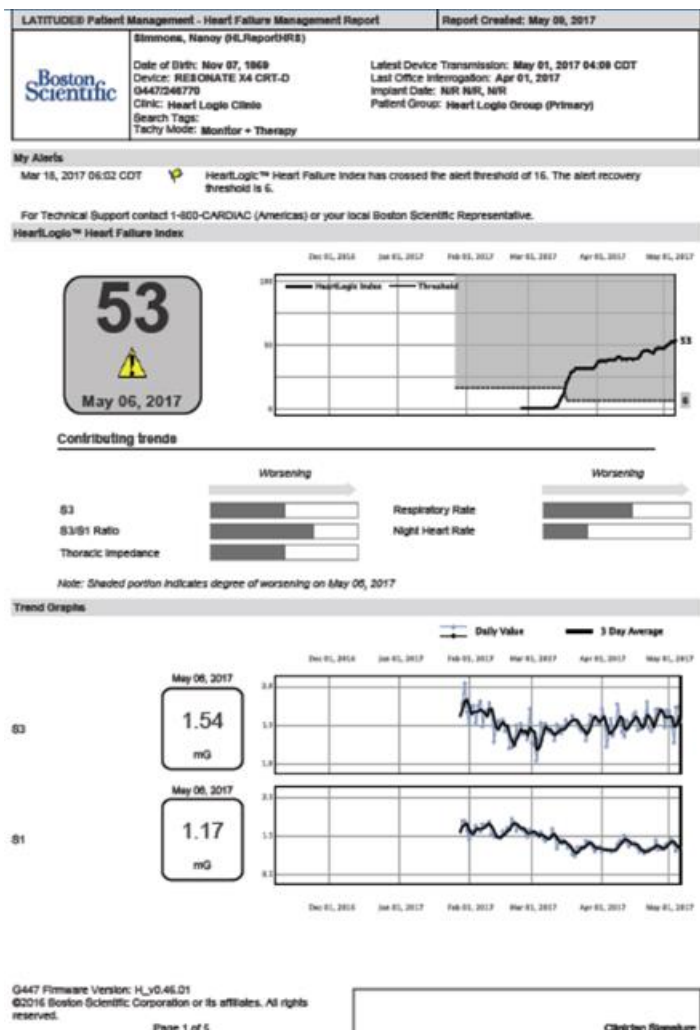 LATITUDE® Patient Management - Heart Failure Management Report
Report Created: May 09, 2017
Boston Scientific
Simmons, Nanoy (HLReportHRS)
Date of Birth: Nov 07, 1959
Device: RESONATE X4 CRT-D
G447/246770
Clinic: Heart Logic Clinic
Search Tags:
Tachy Mode: Monitor + Therapy
Latest Device Transmission: May 01, 2017 04:09 CDT
Last Office Interrogation: Apr 01, 2017
Implant Date: N/R N/R, N/R
Patient Group: Heart Logic Group (Primary)
My Alerts
Mar 18, 2017 06:02 CDT
HeartLogic™ Heart Failure Index has crossed the alert threshold of 16. The alert recovery
threshold is 6.
For Technical Support contact 1-800-CARDIAC (Americas) or your local Boston Scientific Representative.
HeartLogic™ Heart Failure Index
Dec 01, 2016 Jan 01, 2017 Feb 01, 2017 Mar 01, 2017 Apr 01, 2017 May 01, 2017
HeartLogic Index Threshold
100
50
0
53
6
53
May 06, 2017
Contributing trends
Worsening Worsening
S3 Respiratory Rate
S3/S1 Ratio Night Heart Rate
Thoracic Impedance
Note: Shaded portion indicates degree of worsening on May 06, 2017
Trend Graphs
Daily Value 3 Day Average
Dec 01, 2016 Jan 01, 2017 Feb 01, 2017 Mar 01, 2017 Apr 01, 2017 May 01, 2017
S3
May 06, 2017
1.54
mG
S1
May 06, 2017
1.17
mG
Dec 01, 2016 Jan 01, 2017 Feb 01, 2017 Mar 01, 2017 Apr 01, 2017 May 01, 2017
G447 Firmware Version: H_v0.46.01
©2016 Boston Scientific Corporation or its affiliates. All rights
reserved.
Page 1 of 5
Clinician Signature